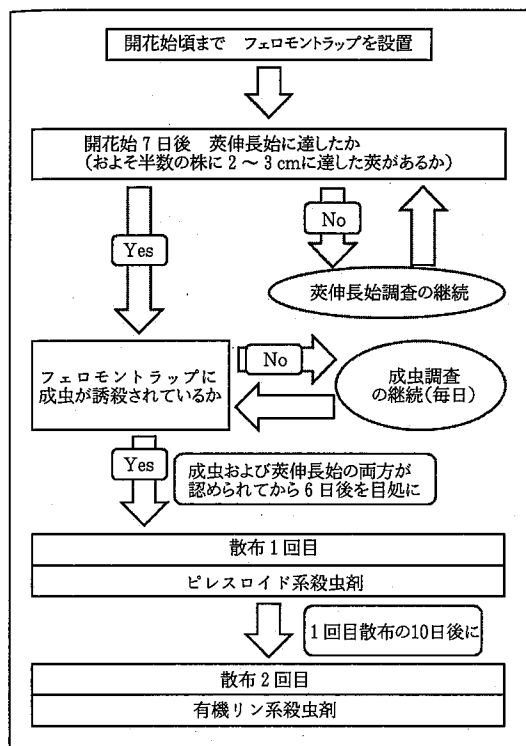 開花始頃まで フェロモントラップを設置
開花始7日後 莢伸長始に達したか
(およそ半数の株に2～3cmに達した莢があるか)
No
Yes
莢伸長始調査の継続
フェロモントラップに
成虫が誘殺されているか
No
成虫調査
の継続(毎日)
Yes
成虫および莢伸長始の両方が
認められてから6日後を目処に
散布1回目
ピレスロイド系殺虫剤
1回目散布の10日後に
散布2回目
有機リン系殺虫剤